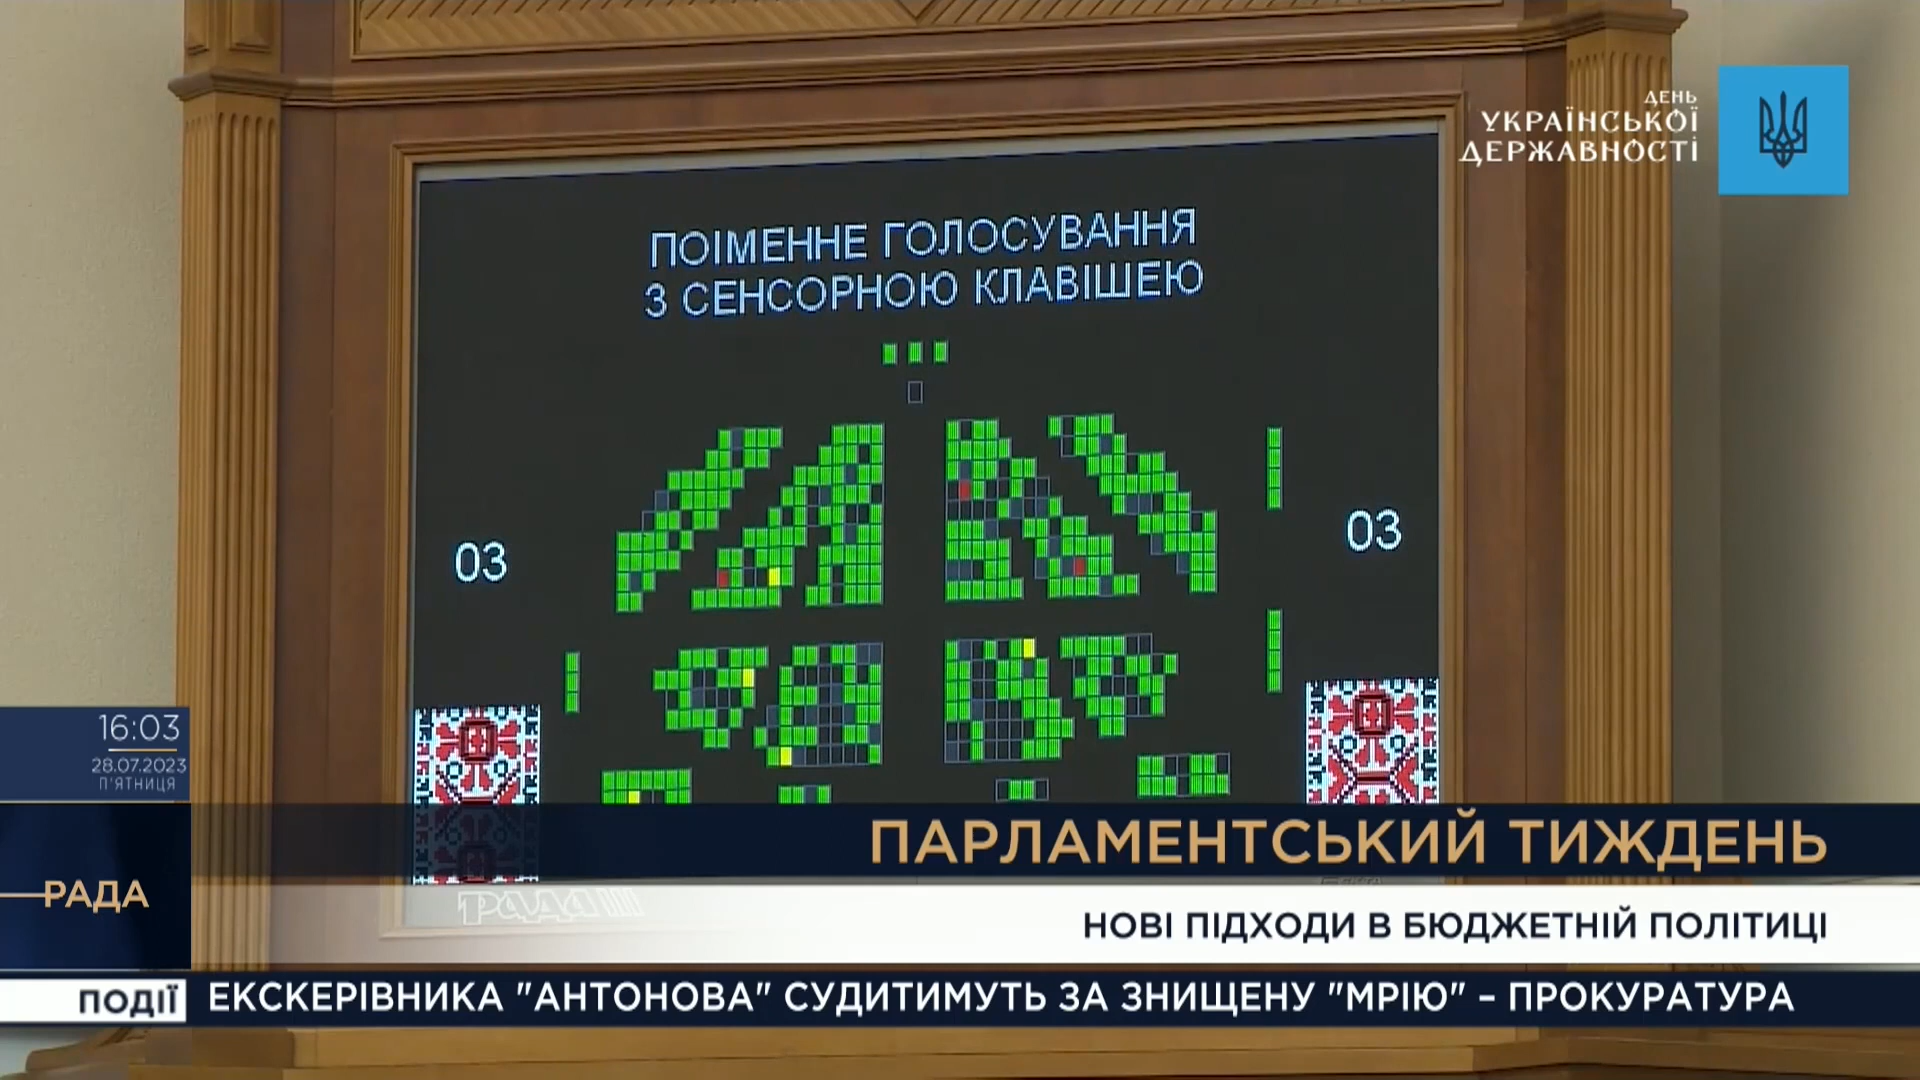 ДЕНЬ
УКРАЇНСЬКОЇ
ДЕРЖАВНОСТІ
ПОІМЕННЕ ГОЛОСУВАННЯ
З СЕНСОРНОЮ КЛАВІШЕЮ
03
03
16:03
28.07.2023
П'ЯТНИЦЯ
ПАРЛАМЕНТСЬКИЙ ТИЖДЕНЬ
РАДА
РАДА
НОВІ ПІДХОДИ В БЮДЖЕТНІЙ ПОЛІТИЦІ
ПОДІЇ ЕКСКЕРІВНИКА "АНТОНОВА" СУДИТИМУТЬ ЗА ЗНИЩЕНУ "МРІЮ" – ПРОКУРАТУРА